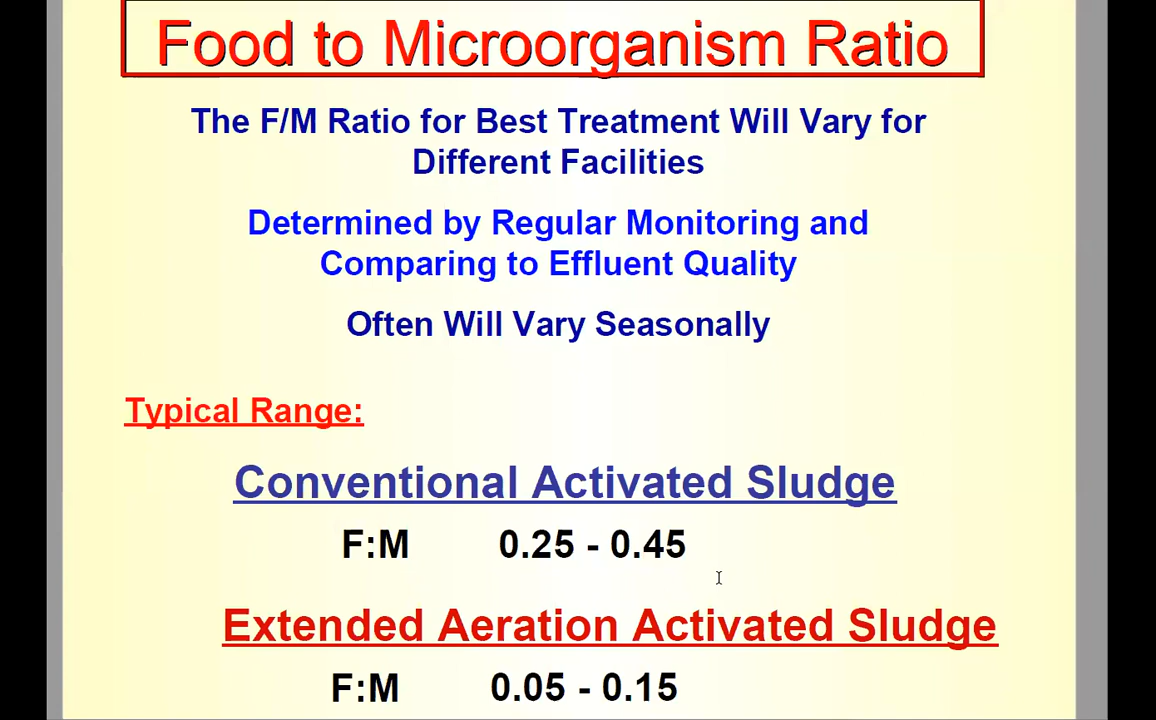 Food to Microorganism Ratio
The F/M Ratio for Best Treatment Will Vary for
Different Facilities
Determined by Regular Monitoring and
Comparing to Effluent Quality
Often Will Vary Seasonally
Typical Range:
Conventional Activated Sludge
F:M 0.25 - 0.45
Extended Aeration Activated Sludge
F:M 0.05 - 0.15